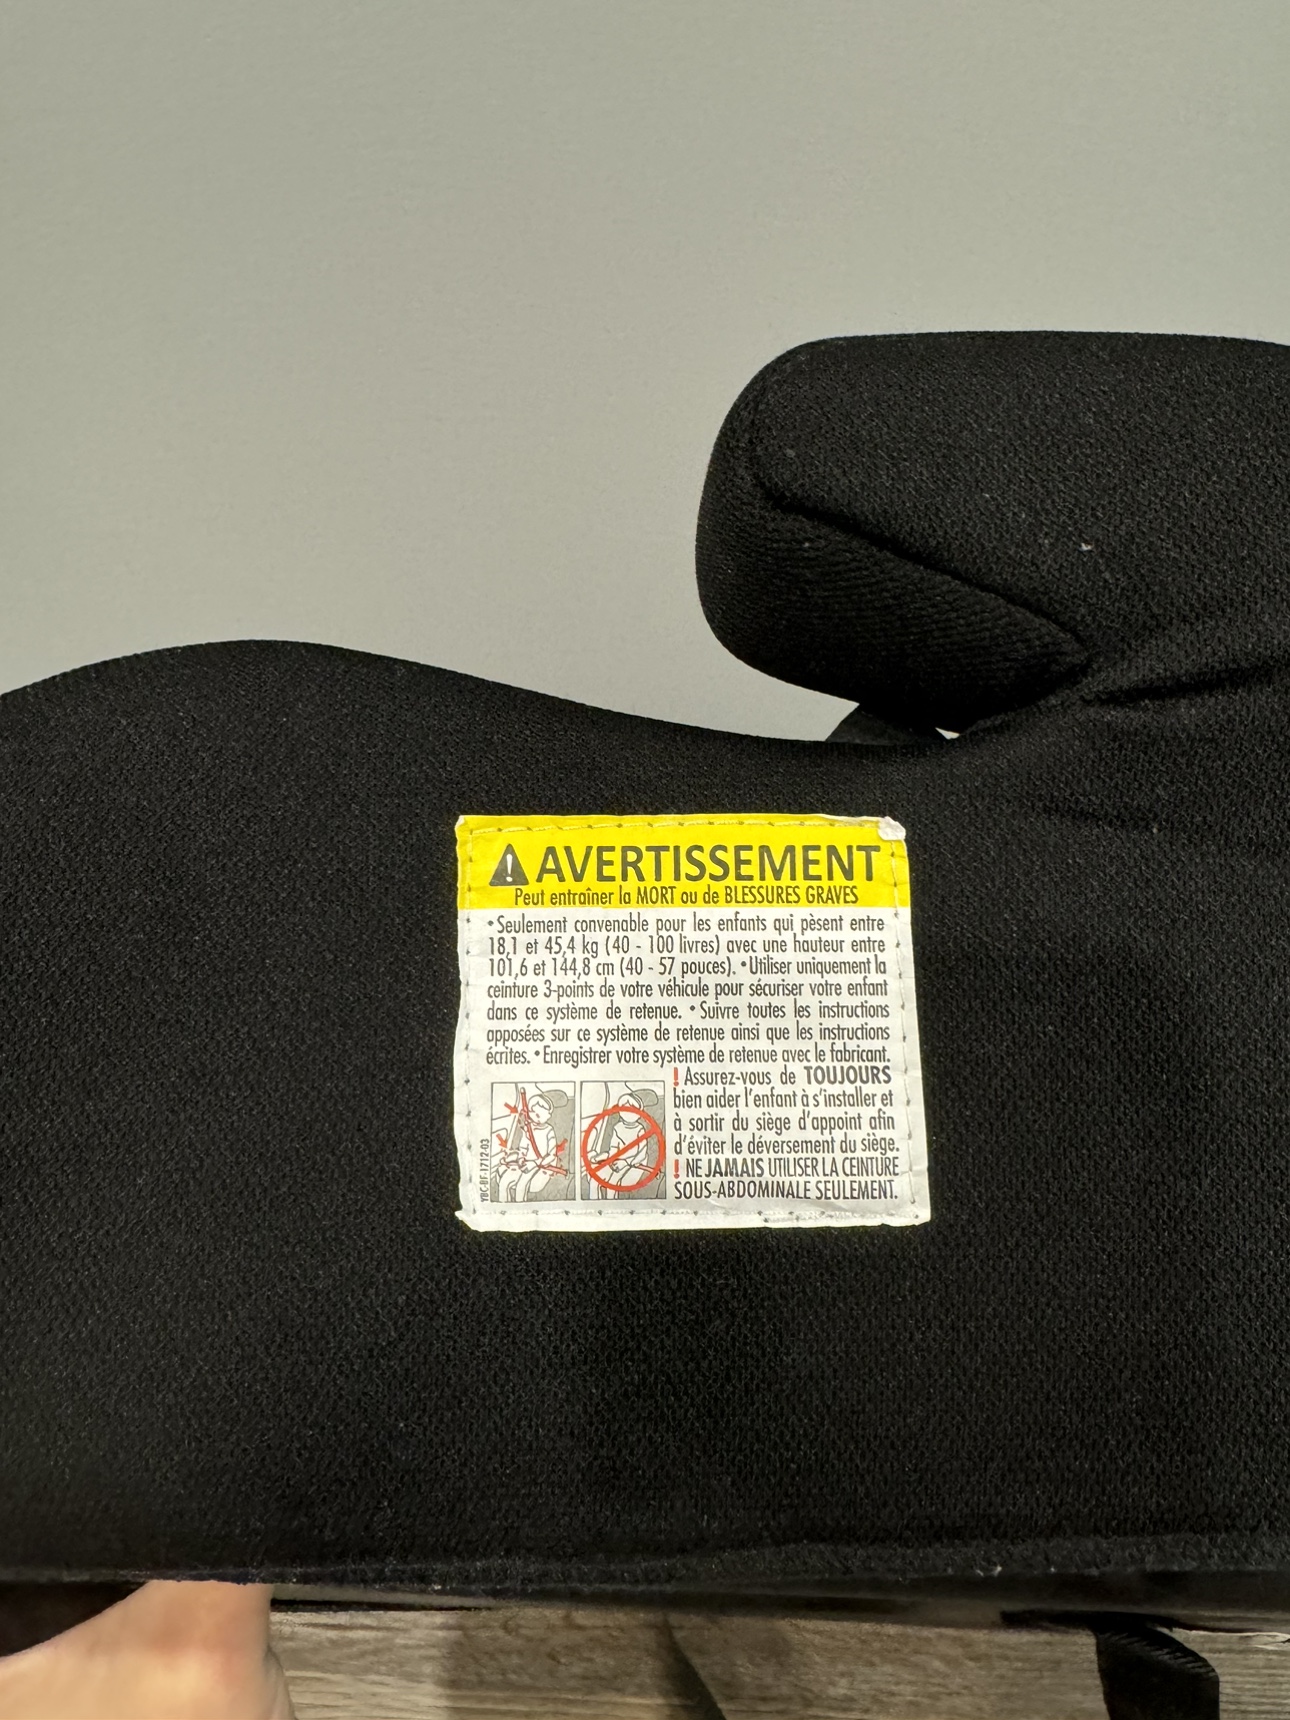 AVERTISSEMENT
Peut entraîner la MORT ou de BLESSURES GRAVES
•Seulement convenable pour les enfants qui pèsent entre
18,1 et 45,4 kg (40 - 100 livres) avec une hauteur entre
101,6 et 144,8 cm (40 - 57 pouces). •Utiliser uniquement la
ceinture 3-points de votre véhicule pour sécuriser votre enfant
dans ce système de retenue. •Suivre toutes les instructions
apposées sur ce système de retenue ainsi que les instructions
écrites. •Enregistrer votre système de retenue avec le fabricant.
! Assurez-vous de TOUJOURS
bien aider l'enfant à s'installer et
à sortir du siège d'appoint afin
d'éviter le déversement du siège.
! NE JAMAIS UTILISER LA CEINTURE
SOUS-ABDOMINALE SEULEMENT.
YBC-BF-1712-03